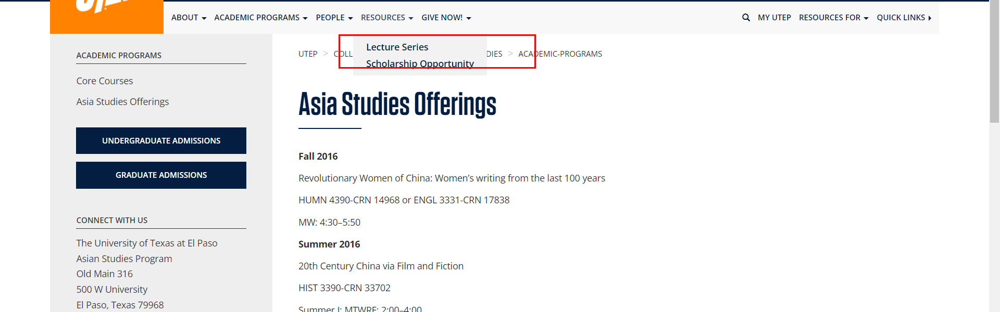 ABOUT ACADEMIC PROGRAMS PEOPLE RESOURCES GIVE NOW! MY UTEP RESOURCES FOR QUICK LINKS
Lecture Series
Scholarship Opportunity
UTEP > > ACADEMIC-PROGRAMS
ACADEMIC PROGRAMS
Core Courses
Asia Studies Offerings
UNDERGRADUATE ADMISSIONS
GRADUATE ADMISSIONS
CONNECT WITH US
The University of Texas at El Paso
Asian Studies Program
Old Main 316
500 W University
El Paso, Texas 79968
Asia Studies Offerings
Fall 2016
Revolutionary Women of China: Women’s writing from the last 100 years
HUMN 4390-CRN 14968 or ENGL 3331-CRN 17838
MW: 4:30–5:50
Summer 2016
20th Century China via Film and Fiction
HIST 3390-CRN 33702
Summer I: MTWRF: 2:00–4:00